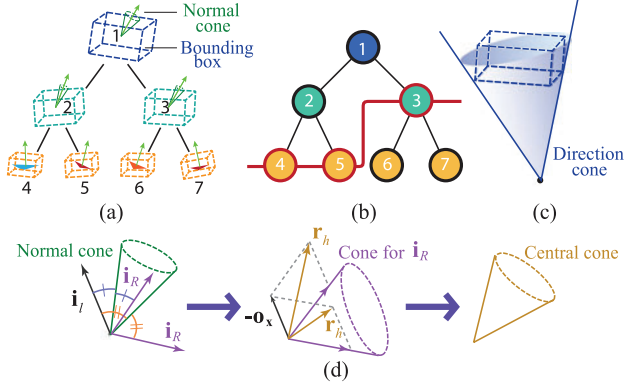 Normal
cone
1
Bounding
box
2
3
4
5
6
7
(a)
1
2
3
4
5
6
7
(b)
Direction
cone
(c)
Normal cone
i_l
i_R
i_R
r_h
Cone for i_R
-o_x
r_h
Central cone
(d)